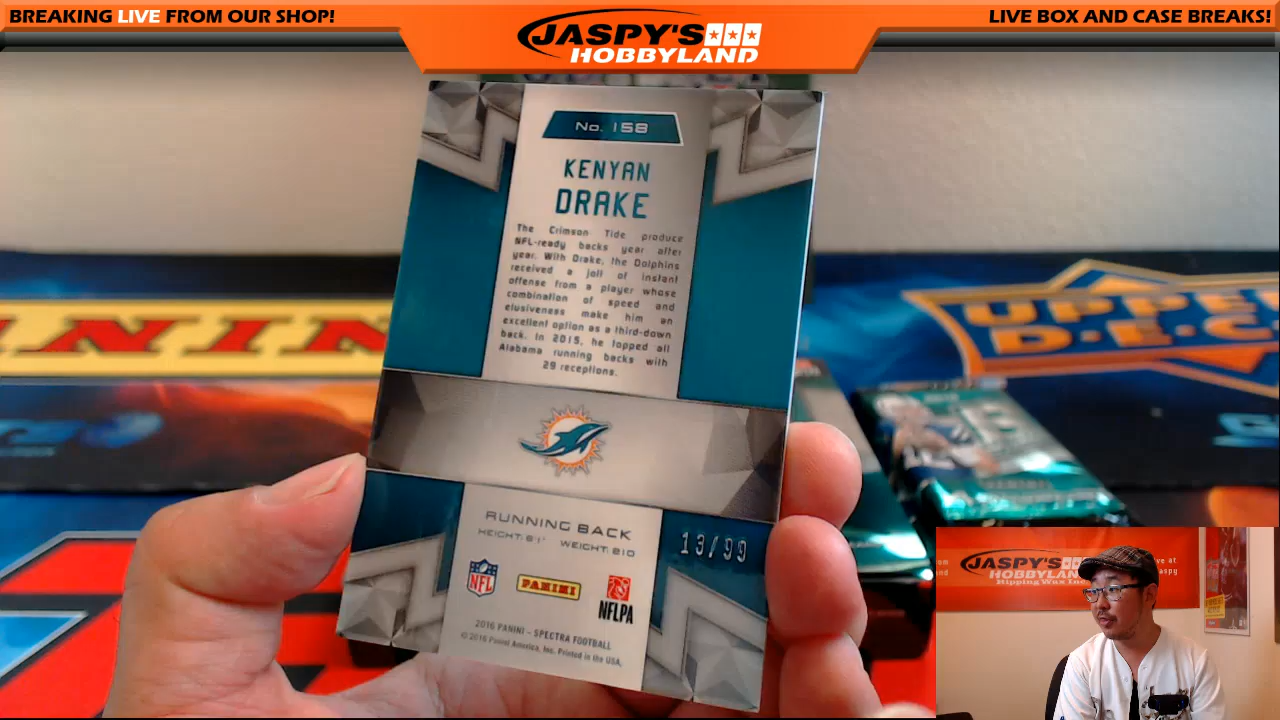 BREAKING LIVE FROM OUR SHOP!
JASPY'S
HOBBYLAND
LIVE BOX AND CASE BREAKS!
No. 158
KENYAN
DRAKE
The Crimson Tide produce
NFL-ready backs year after
year. With Drake, the Dolphins
received a jolt of instant
offense from a player whose
combination of speed and
elusiveness make him an
excellent option as a third-down
back. In 2015, he topped all
Alabama running backs with
29 receptions.
RUNNING BACK
HEIGHT: 6'1" WEIGHT: 210
13/99
NFL
PANINI
NFLPA
2016 PANINI - SPECTRA FOOTBALL
© 2016 Panini America, Inc. Printed in the USA.
ININI
UPPE
D·E·C
JASPY'S
HOBBYLAND
Ripping Wax